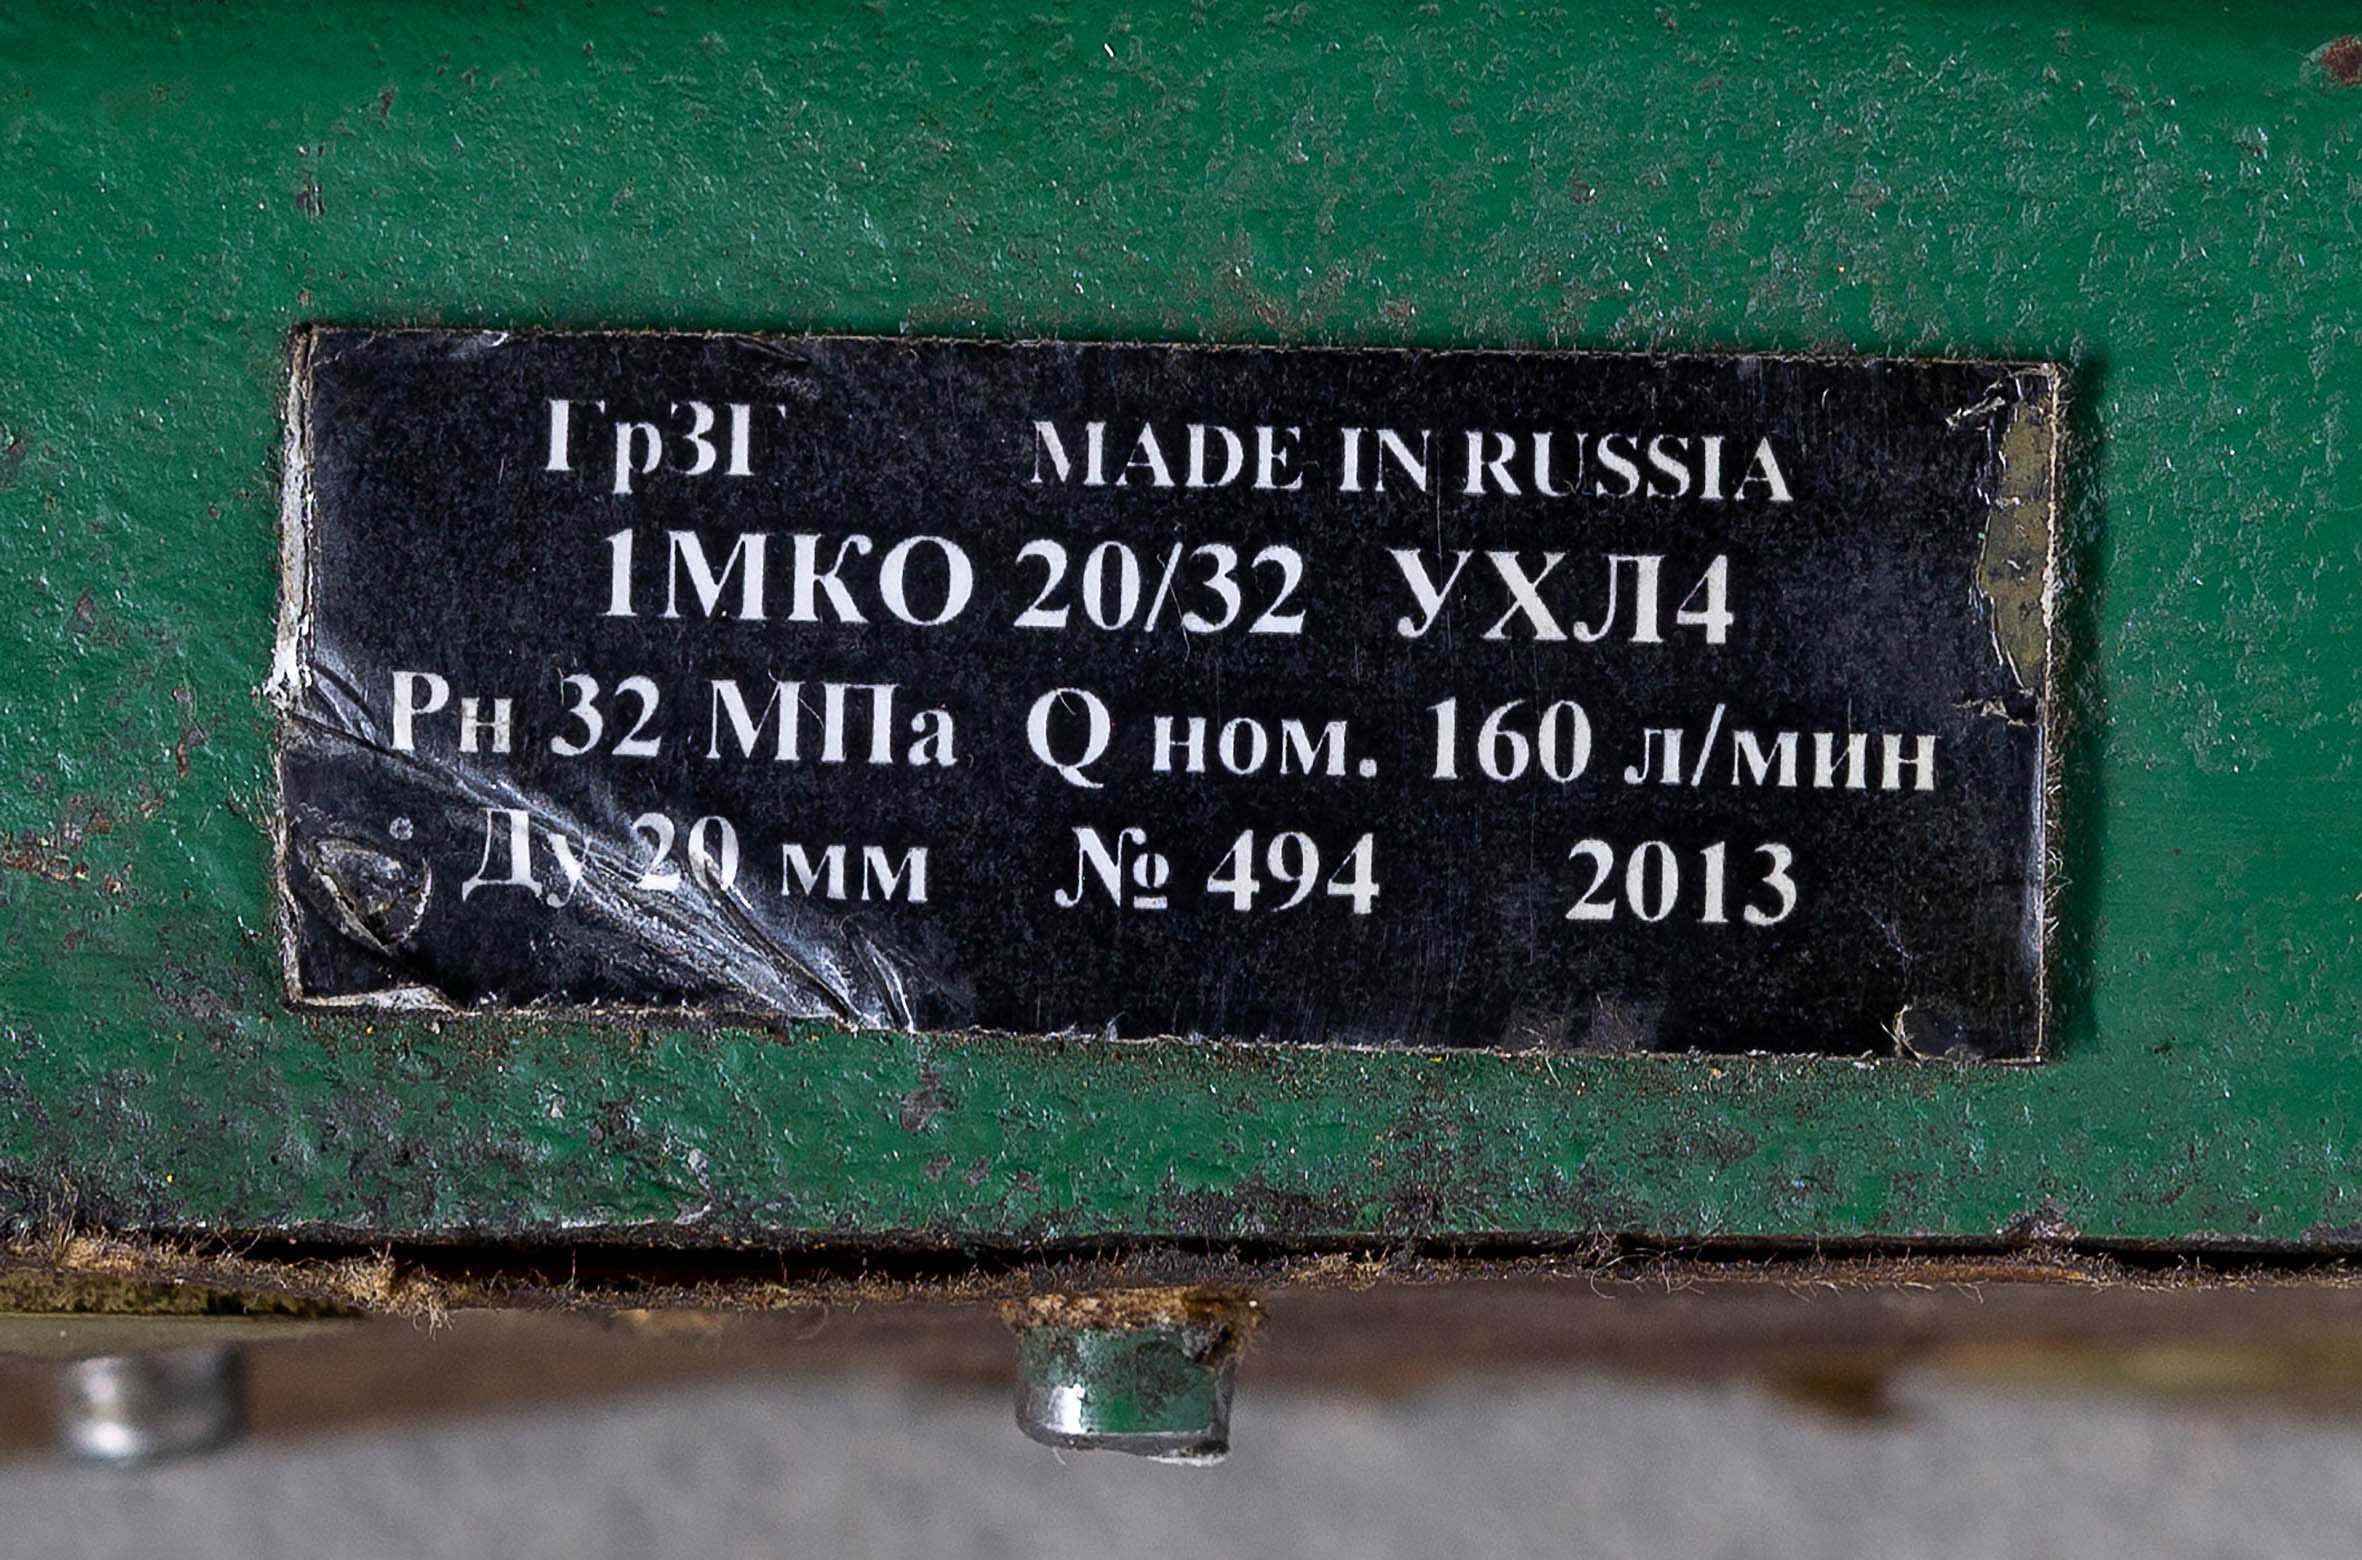 ГрЗГ MADE IN RUSSIA
1МКО 20/32 УХЛ4
Рн 32 МПа Q ном. 160 л/мин
Ду 20 мм № 494 2013